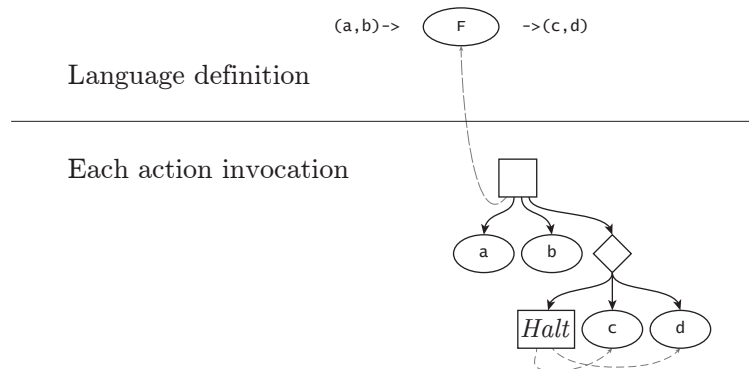 (a,b)-> F ->(c,d)
Language definition
Each action invocation
a b
Halt c d